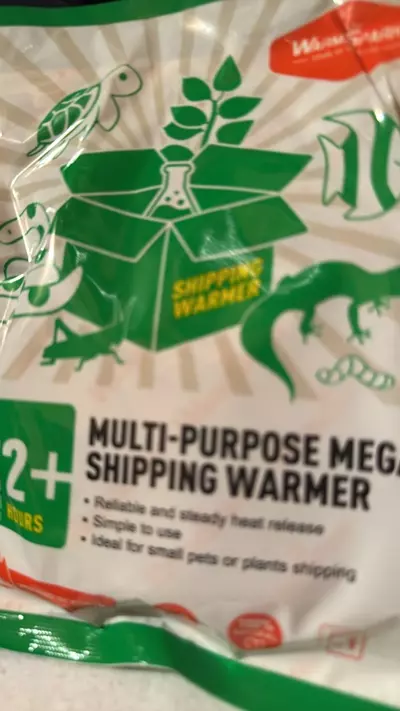 SHIPPING
WARMER
2+
HOURS
MULTI-PURPOSE MEGA
SHIPPING WARMER
• Reliable and steady heat release
• Simple to use
• Ideal for small pets or plants shipping